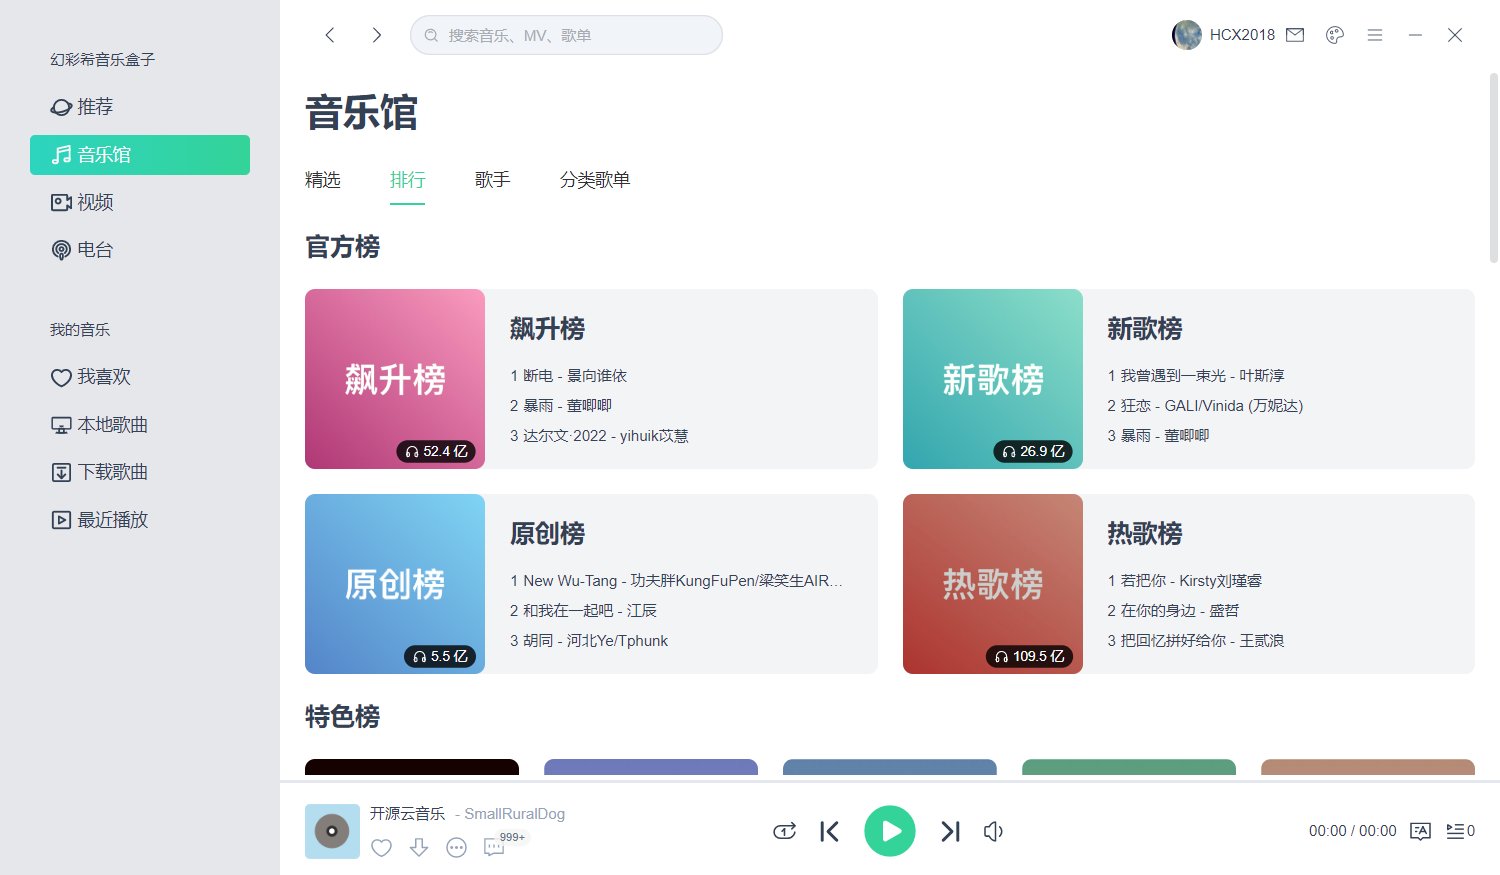 幻彩希音乐盒子
推荐
音乐馆
视频
电台
我的音乐
我喜欢
本地歌曲
下载歌曲
最近播放
搜索音乐、MV、歌单
HCX2018
音乐馆
精选 排行 歌手 分类歌单
官方榜
飙升榜
52.4 亿
飙升榜
1 断电 - 景向谁依
2 暴雨 - 董唧唧
3 达尔文·2022 - yihuik苡慧
新歌榜
26.9 亿
新歌榜
1 我曾遇到一束光 - 叶斯淳
2 狂恋 - GALI/Vinida (万妮达)
3 暴雨 - 董唧唧
原创榜
5.5 亿
原创榜
1 New Wu-Tang - 功夫胖KungFuPen/梁笑生AIR...
2 和我在一起吧 - 江辰
3 胡同 - 河北Ye/Tphunk
热歌榜
109.5 亿
热歌榜
1 若把你 - Kirsty刘瑾睿
2 在你的身边 - 盛哲
3 把回忆拼好给你 - 王贰浪
特色榜
开源云音乐 - SmallRuralDog
999+
1
00:00 / 00:00
A
0